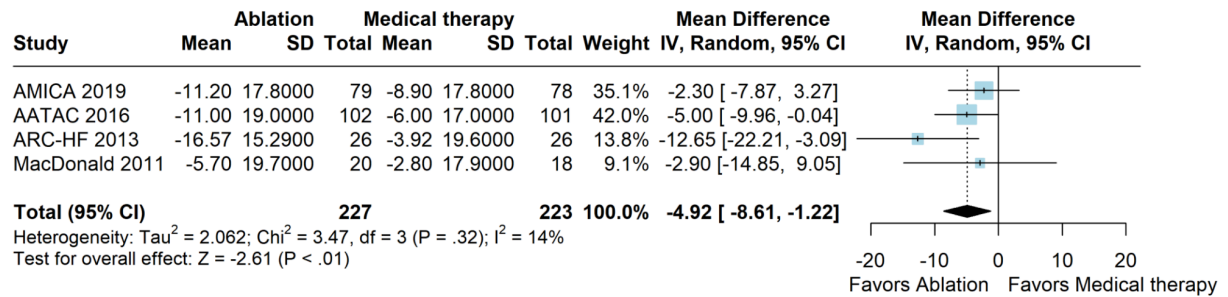 Ablation Medical therapy Mean Difference Mean Difference
Study Mean SD Total Mean SD Total Weight IV, Random, 95% CI IV, Random, 95% CI
AMICA 2019 -11.20 17.8000 79 -8.90 17.8000 78 35.1% -2.30 [ -7.87, 3.27]
AATAC 2016 -11.00 19.0000 102 -6.00 17.0000 101 42.0% -5.00 [ -9.96, -0.04]
ARC-HF 2013 -16.57 15.2900 26 -3.92 19.6000 26 13.8% -12.65 [-22.21, -3.09]
MacDonald 2011 -5.70 19.7000 20 -2.80 17.9000 18 9.1% -2.90 [-14.85, 9.05]
Total (95% CI) 227 223 100.0% -4.92 [ -8.61, -1.22]
Heterogeneity: Tau² = 2.062; Chi² = 3.47, df = 3 (P = .32); I² = 14%
Test for overall effect: Z = -2.61 (P < .01)
-20 -10 0 10 20
Favors Ablation Favors Medical therapy